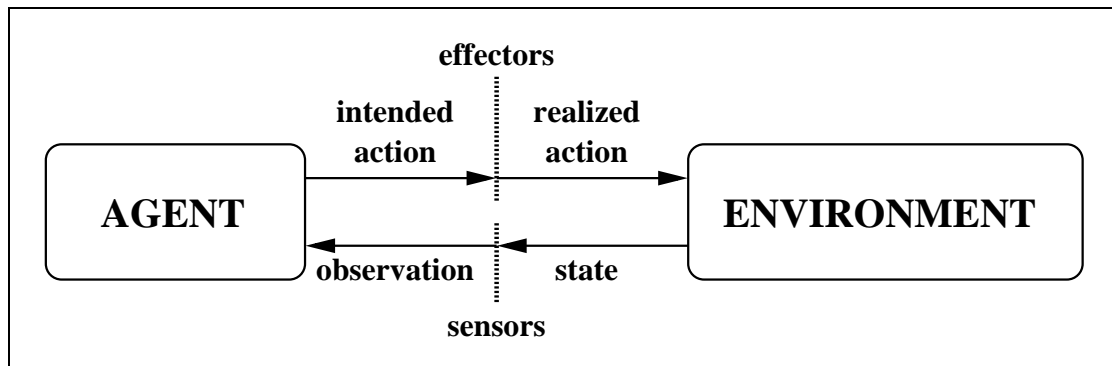 effectors
intended
action
realized
action
AGENT
ENVIRONMENT
observation
state
sensors